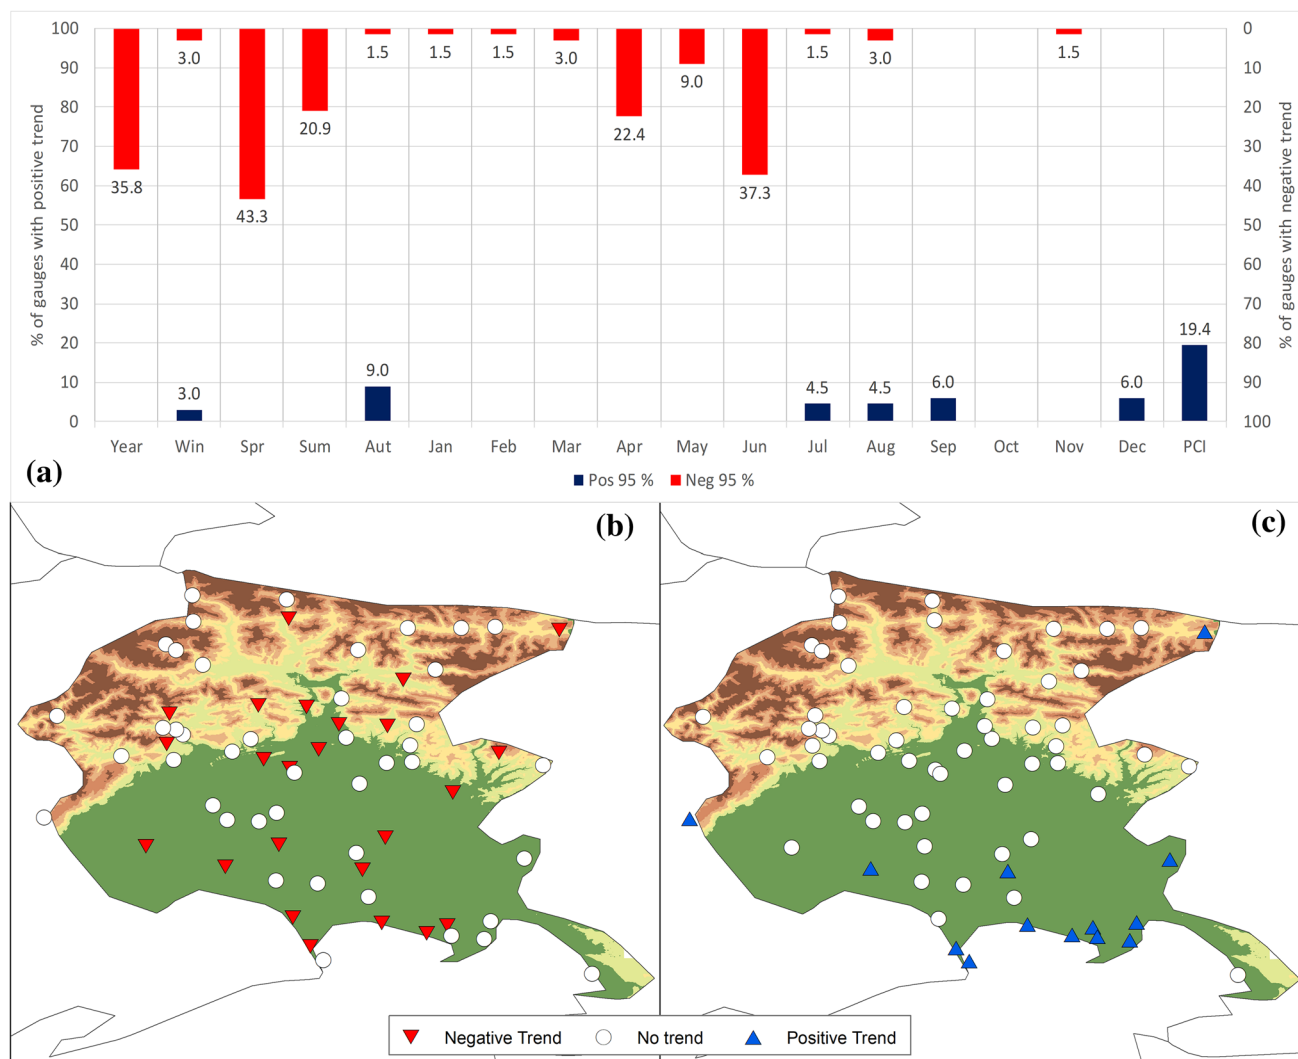 100 0
3.0 1.5 1.5 1.5 3.0 1.5 3.0 1.5
90 9.0 10
80 20.9 22.4 20
70 30
60 35.8 37.3 40
43.3
50 50
40 60
30 70
20 19.4 80
10 3.0 9.0 4.5 4.5 6.0 6.0 90
0 100
% of gauges with positive trend
% of gauges with negative trend
Year Win Spr Sum Aut Jan Feb Mar Apr May Jun Jul Aug Sep Oct Nov Dec PCI
(a)
Pos 95 % Neg 95 %
(b) (c)
Negative Trend No trend Positive Trend